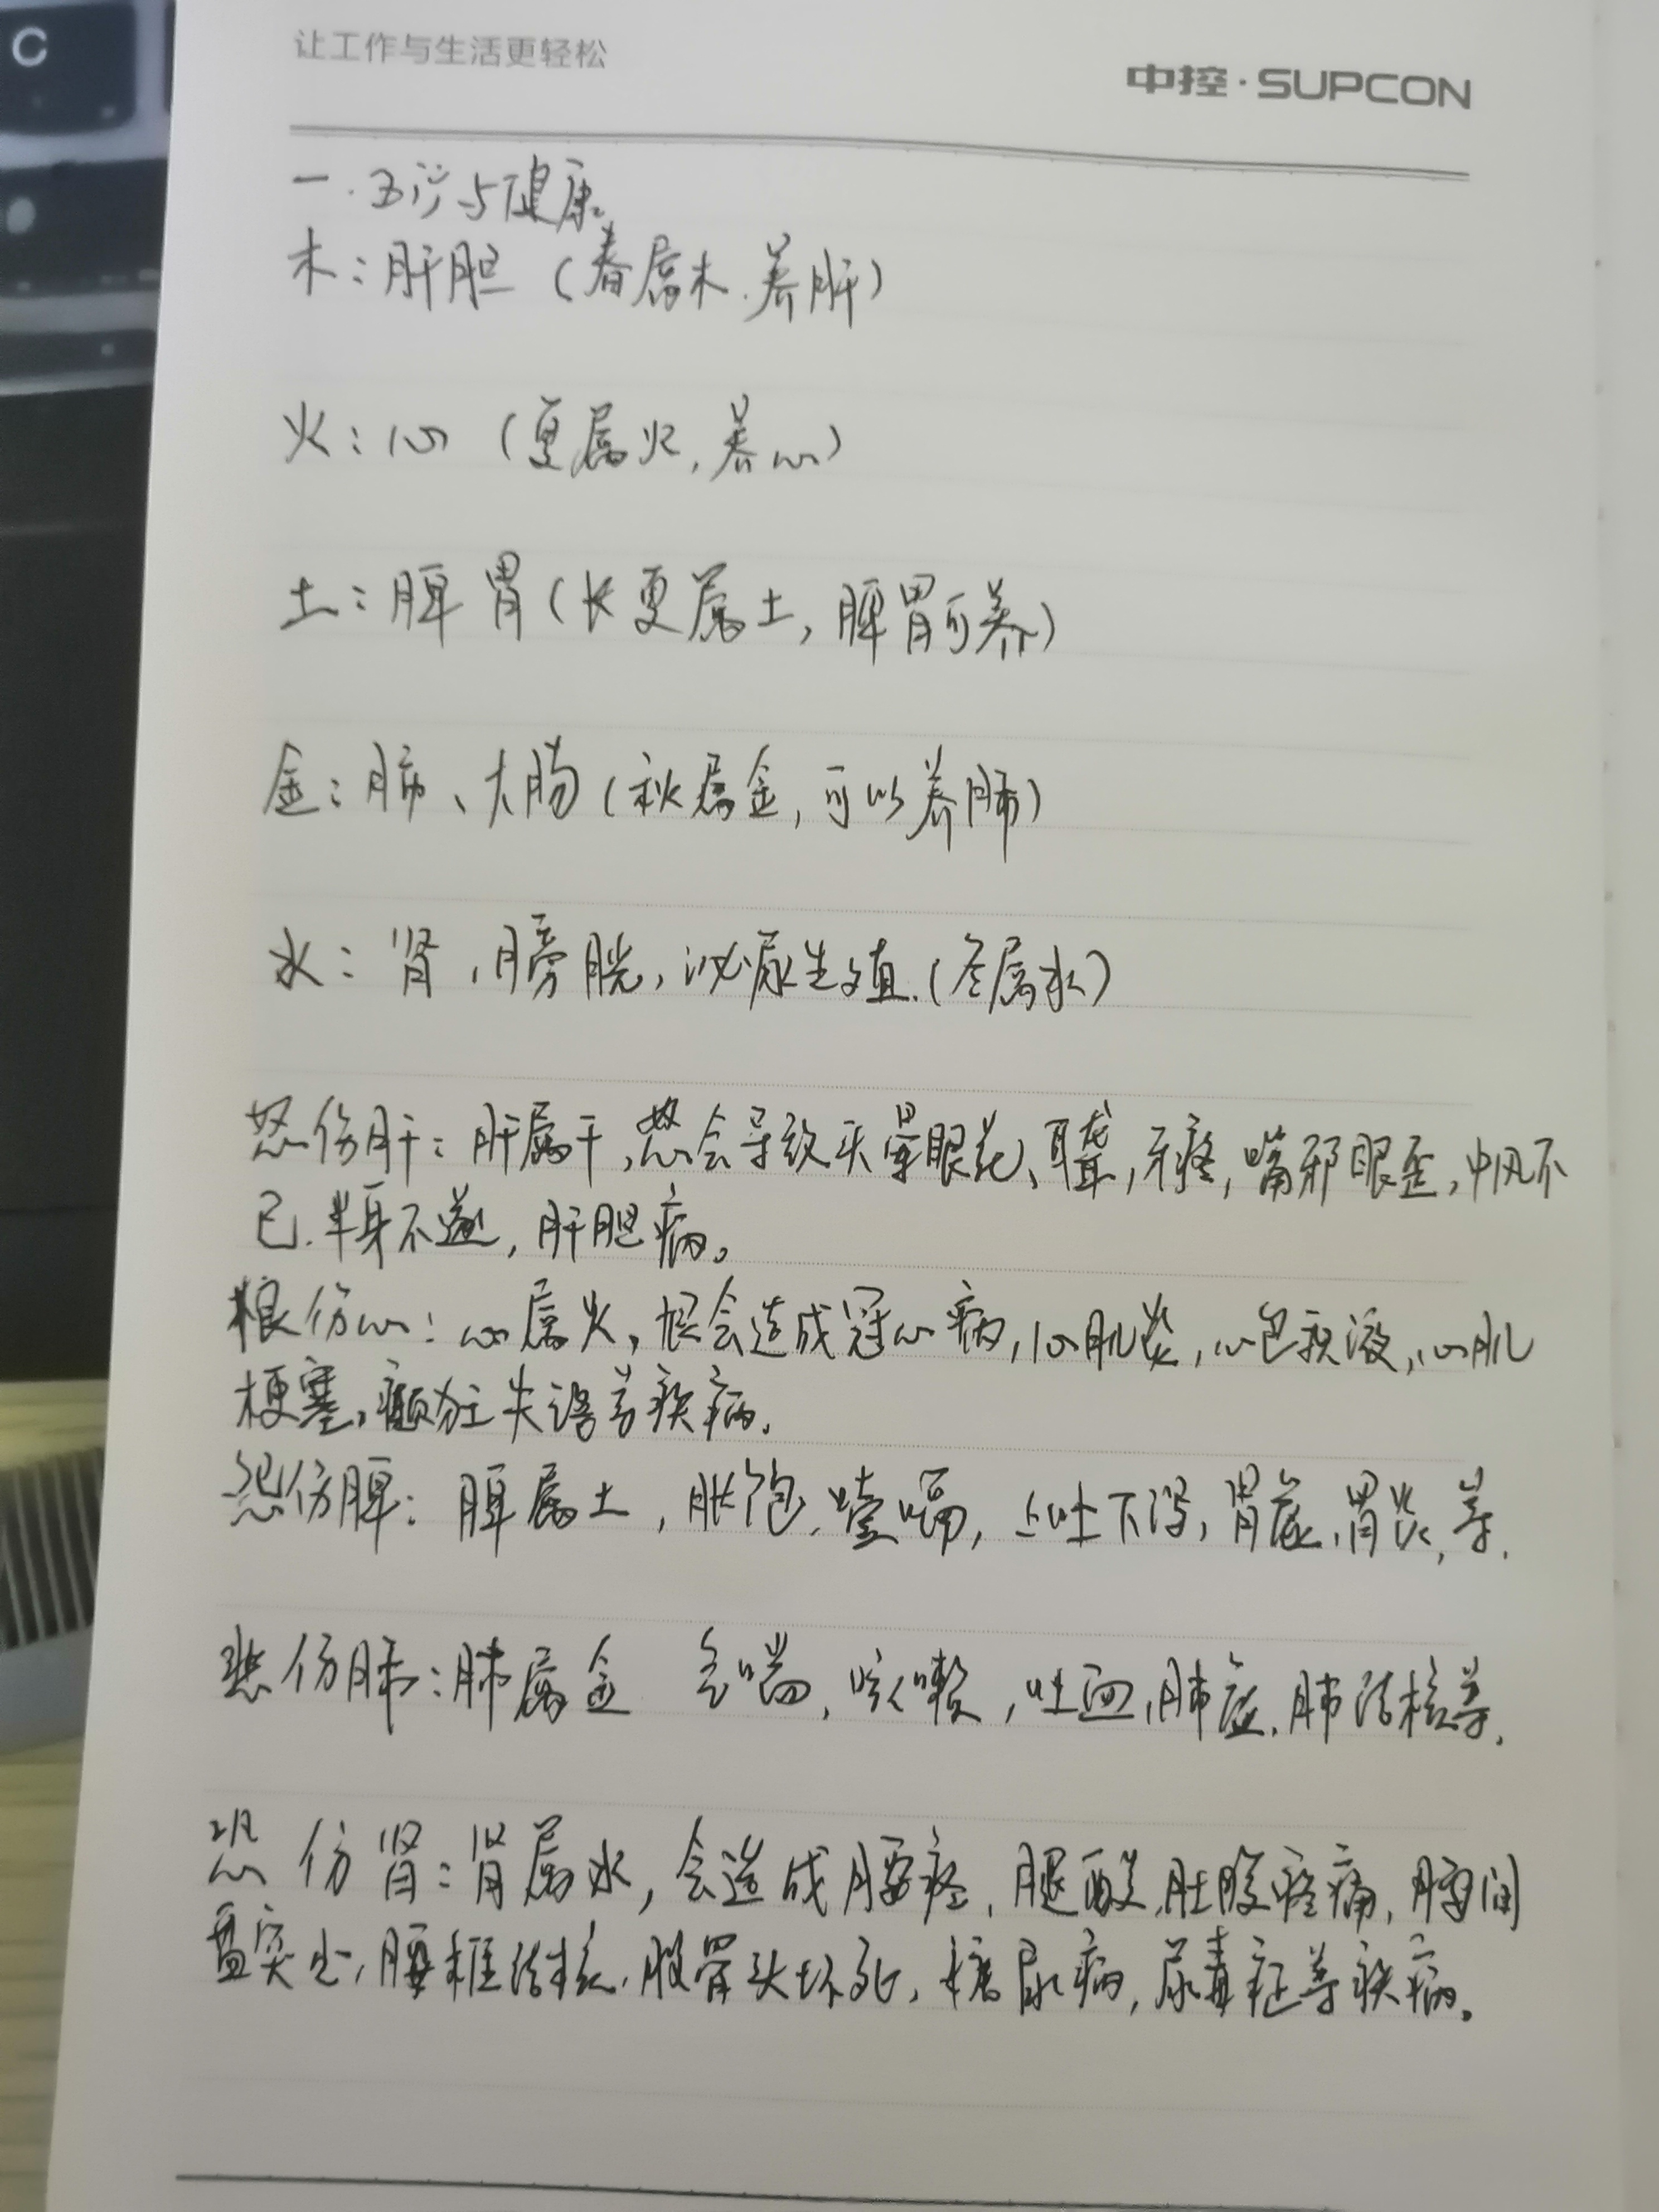 让工作与生活更轻松
中控·SUPCON
一.五行与健康
木:肝胆(春属木.养肝)
火:心(夏属火,养心)
土:脾胃(长夏属土,脾胃可养)
金:肺、大肠(秋属金,可以养肺)
水:肾,膀胱,泌尿生殖.(冬属水)
怒伤肝:肝属干,怒会导致头晕眼花、耳聋,牙疼,嘴邪眼歪,中风不
已.半身不遂,肝胆病。
恨伤心:心属火,恨会造成冠心病,心肌炎,心包积液,心肌
梗塞,癫狂失语等疾病.
怨伤脾:脾属土,胀饱.噎嗝,上吐下泻,胃症,胃炎,等.
悲伤肺:肺属金 气喘,咳嗽,吐血,肺症.肺结核等.
恐伤肾:肾属水,会造成腰疼,腿酸,肚腹疼痛,腰间
盘突出,腰椎结核,股骨头坏死,糖尿病,尿毒症等疾病。
C